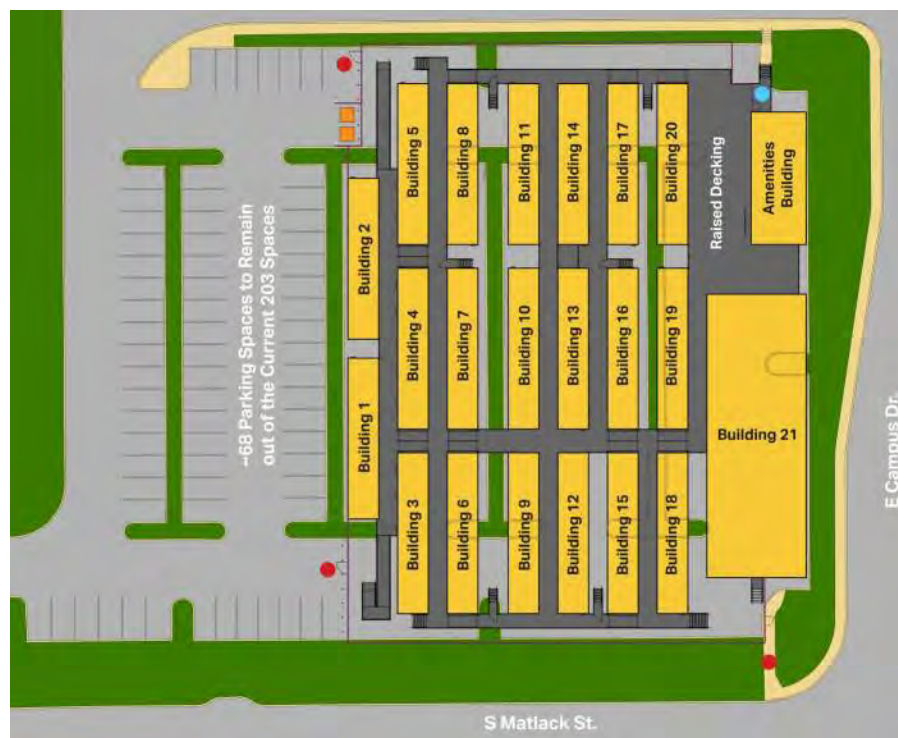 ~68 Parking Spaces to Remain
out of the Current 203 Spaces
Building 2
Building 1
Building 5
Building 4
Building 3
Building 8
Building 7
Building 6
Building 11
Building 10
Building 9
Building 14
Building 13
Building 12
Building 17
Building 16
Building 15
Building 20
Building 19
Building 18
Raised Decking
Amenities
Building
Building 21
E Campus Dr.
S Matlack St.